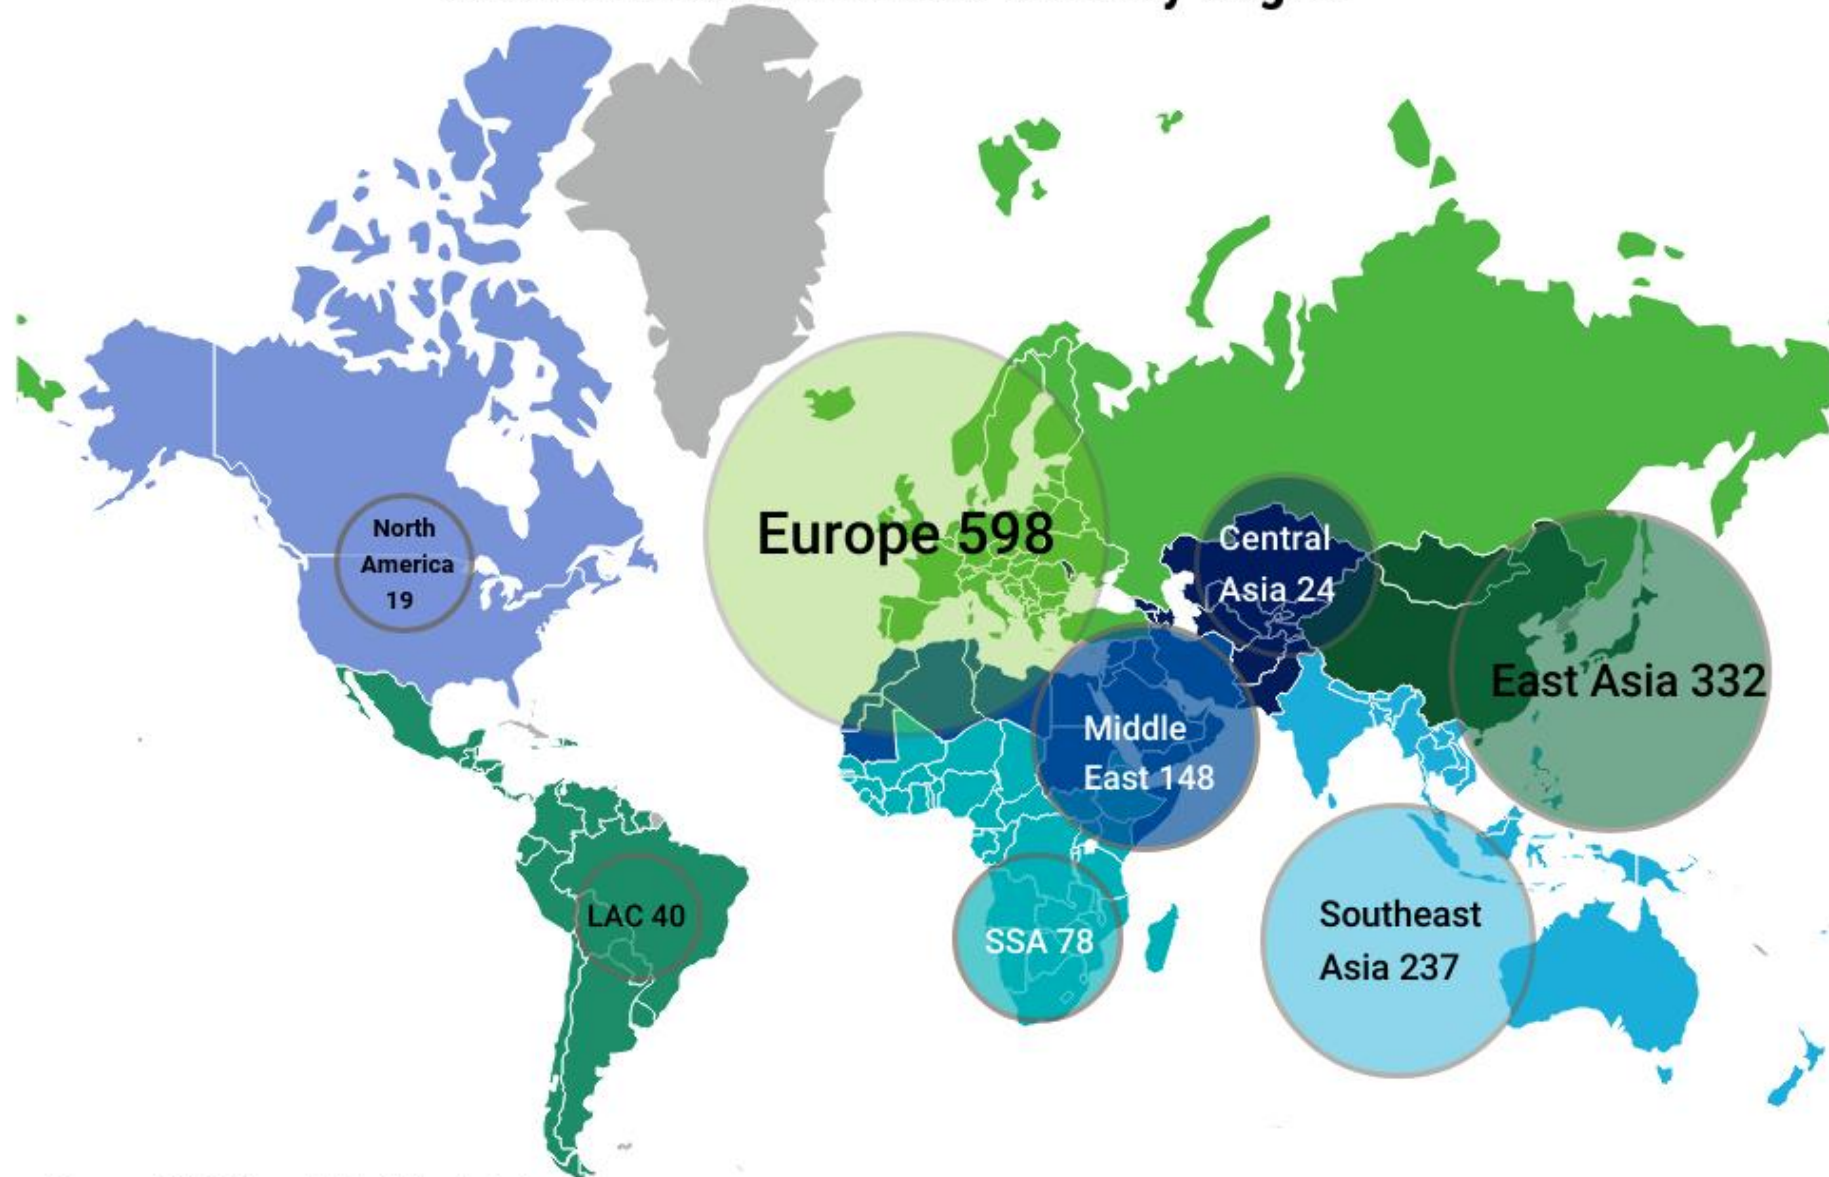 North
America
19
Europe 598
Central
Asia 24
East Asia 332
Middle
East 148
LAC 40
SSA 78
Southeast
Asia 237